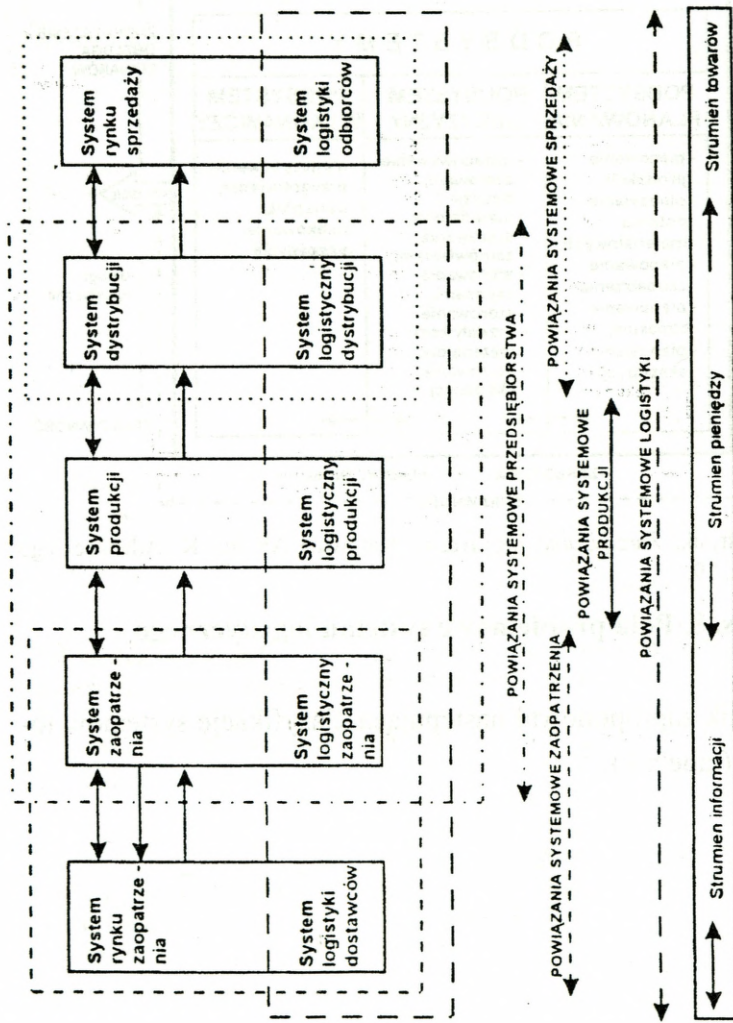 System
rynku
zaopatrze -
nia
System
logistyki
dostawców
System
zaopatrze -
nia
System
logistyczny
zaopatrze -
nia
System
produkcji
System
logistyczny
produkcji
System
dystrybucji
System
logistyczny
dystrybucji
System
rynku
sprzedaży
System
logistyki
odbiorców
POWIĄZANIA SYSTEMOWE PRZEDSIĘBIORSTWA
POWIĄZANIA SYSTEMOWE ZAOPATRZENIA
POWIĄZANIA SYSTEMOWE
PRODUKCJI
POWIĄZANIA SYSTEMOWE SPRZEDAŻY
POWIĄZANIA SYSTEMOWE LOGISTYKI
Strumień informacji
Strumień pieniędzy
Strumień towarów